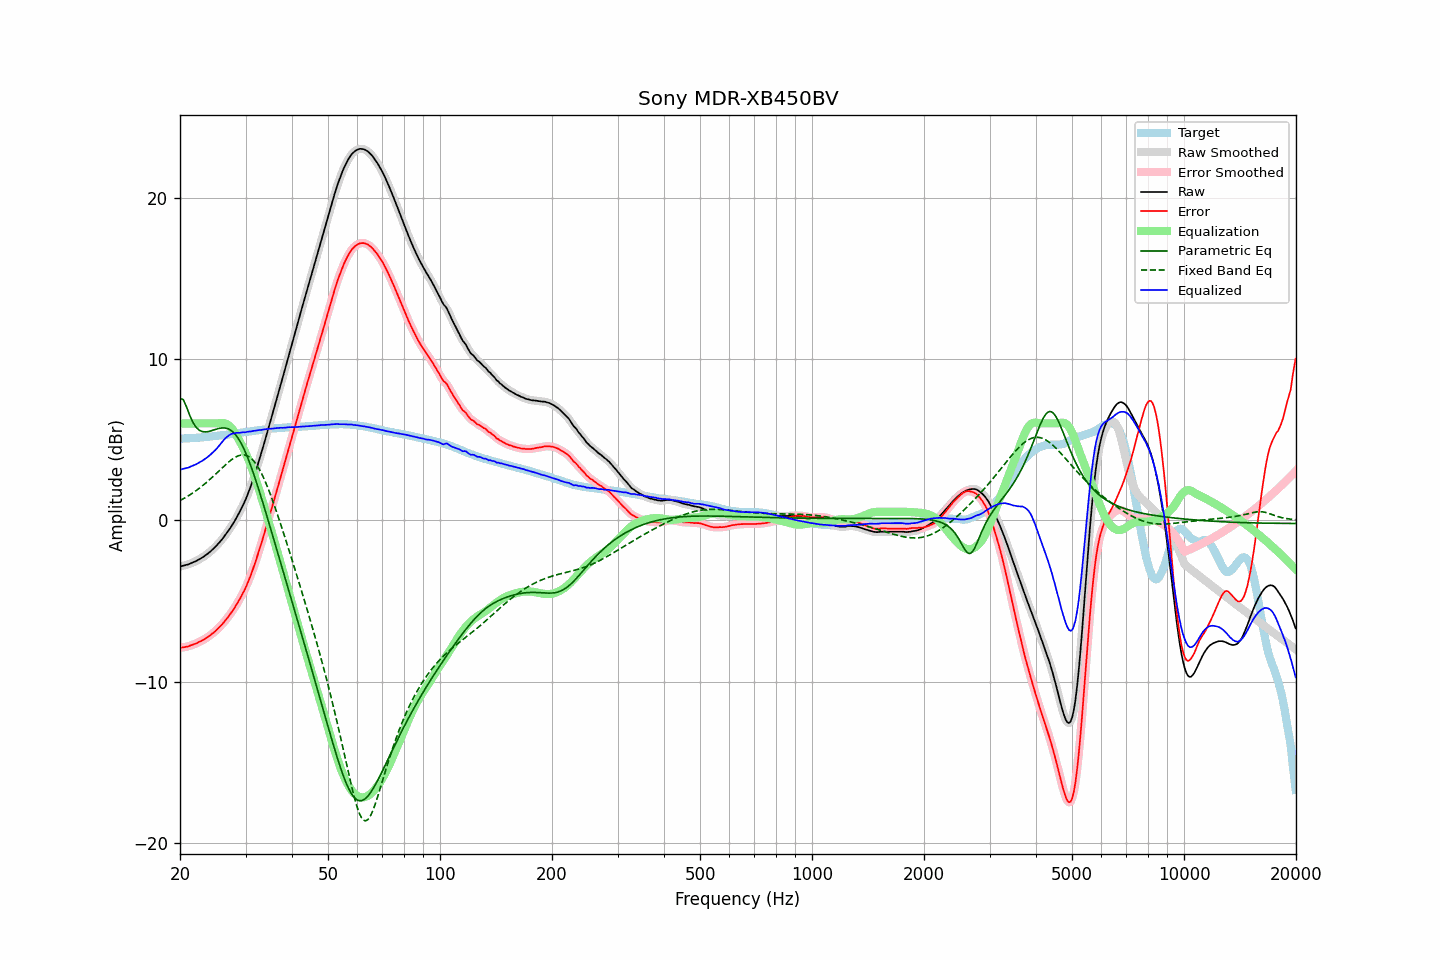 Sony MDR-XB450BV
Target
Raw Smoothed
Error Smoothed
Raw
Error
Equalization
Parametric Eq
Fixed Band Eq
Equalized
20
10
0
−10
−20
Amplitude (dBr)
20 50 100 200 500 1000 2000 5000 10000 20000
Frequency (Hz)